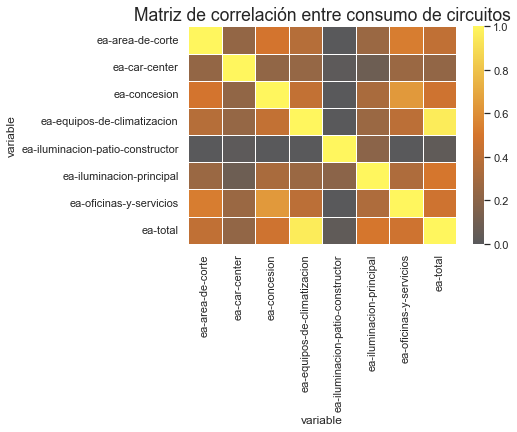 Matriz de correlación entre consumo de circuitos
ea-area-de-corte
ea-car-center
ea-concesion
ea-equipos-de-climatizacion
ea-iluminacion-patio-constructor
ea-iluminacion-principal
ea-oficinas-y-servicios
ea-total
variable
1.0
0.8
0.6
0.4
0.2
0.0
ea-area-de-corte
ea-car-center
ea-concesion
ea-equipos-de-climatizacion
ea-iluminacion-patio-constructor
ea-iluminacion-principal
ea-oficinas-y-servicios
ea-total
variable